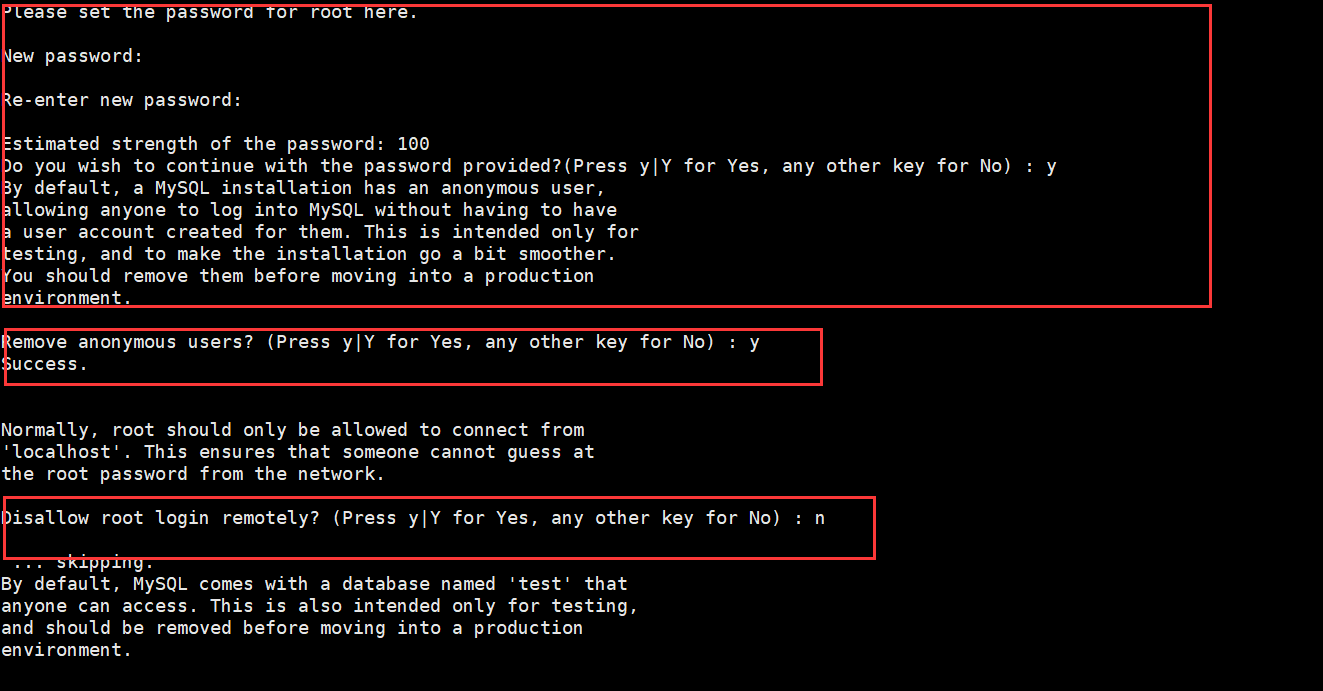 Please set the password for root here.
New password:
Re-enter new password:
Estimated strength of the password: 100
Do you wish to continue with the password provided?(Press y|Y for Yes, any other key for No) : y
By default, a MySQL installation has an anonymous user,
allowing anyone to log into MySQL without having to have
a user account created for them. This is intended only for
testing, and to make the installation go a bit smoother.
You should remove them before moving into a production
environment.
Remove anonymous users? (Press y|Y for Yes, any other key for No) : y
Success.
Normally, root should only be allowed to connect from
'localhost'. This ensures that someone cannot guess at
the root password from the network.
Disallow root login remotely? (Press y|Y for Yes, any other key for No) : n
... skipping.
By default, MySQL comes with a database named 'test' that
anyone can access. This is also intended only for testing,
and should be removed before moving into a production
environment.